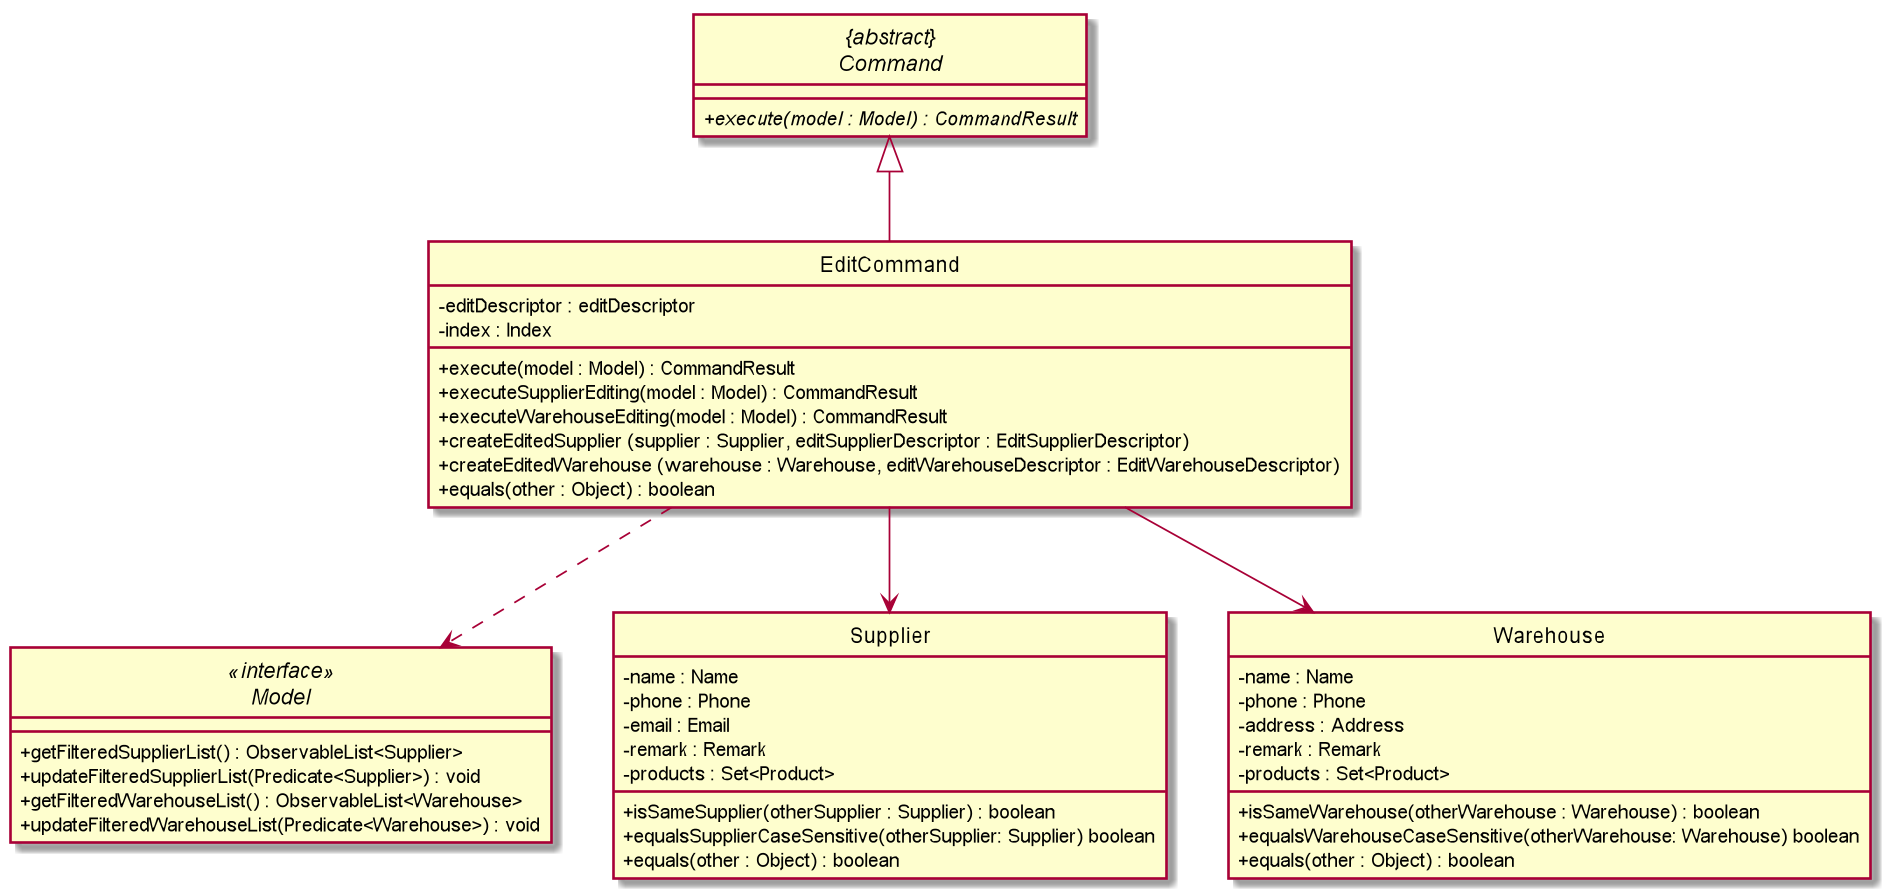 {abstract}
Command
+execute(model : Model) : CommandResult
EditCommand
-editDescriptor : editDescriptor
-index : Index
+execute(model : Model) : CommandResult
+executeSupplierEditing(model : Model) : CommandResult
+executeWarehouseEditing(model : Model) : CommandResult
+createEditedSupplier (supplier : Supplier, editSupplierDescriptor : EditSupplierDescriptor)
+createEditedWarehouse (warehouse : Warehouse, editWarehouseDescriptor : EditWarehouseDescriptor)
+equals(other : Object) : boolean
«interface»
Model
+getFilteredSupplierList() : ObservableList<Supplier>
+updateFilteredSupplierList(Predicate<Supplier>) : void
+getFilteredWarehouseList() : ObservableList<Warehouse>
+updateFilteredWarehouseList(Predicate<Warehouse>) : void
Supplier
-name : Name
-phone : Phone
-email : Email
-remark : Remark
-products : Set<Product>
+isSameSupplier(otherSupplier : Supplier) : boolean
+equalsSupplierCaseSensitive(otherSupplier: Supplier) boolean
+equals(other : Object) : boolean
Warehouse
-name : Name
-phone : Phone
-address : Address
-remark : Remark
-products : Set<Product>
+isSameWarehouse(otherWarehouse : Warehouse) : boolean
+equalsWarehouseCaseSensitive(otherWarehouse: Warehouse) boolean
+equals(other : Object) : boolean